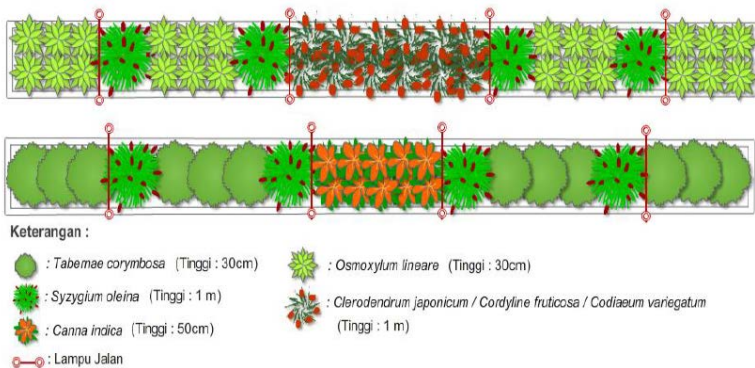 Keterangan :
: Tabernae corymbosa (Tinggi : 30cm)
: Syzygium oleina (Tinggi : 1 m)
: Canna indica (Tinggi : 50cm)
: Lampu Jalan
: Osmoxylum lineare (Tinggi : 30cm)
: Clerodendrum japonicum / Cordyline fruticosa / Codiaeum variegatum
(Tinggi : 1 m)